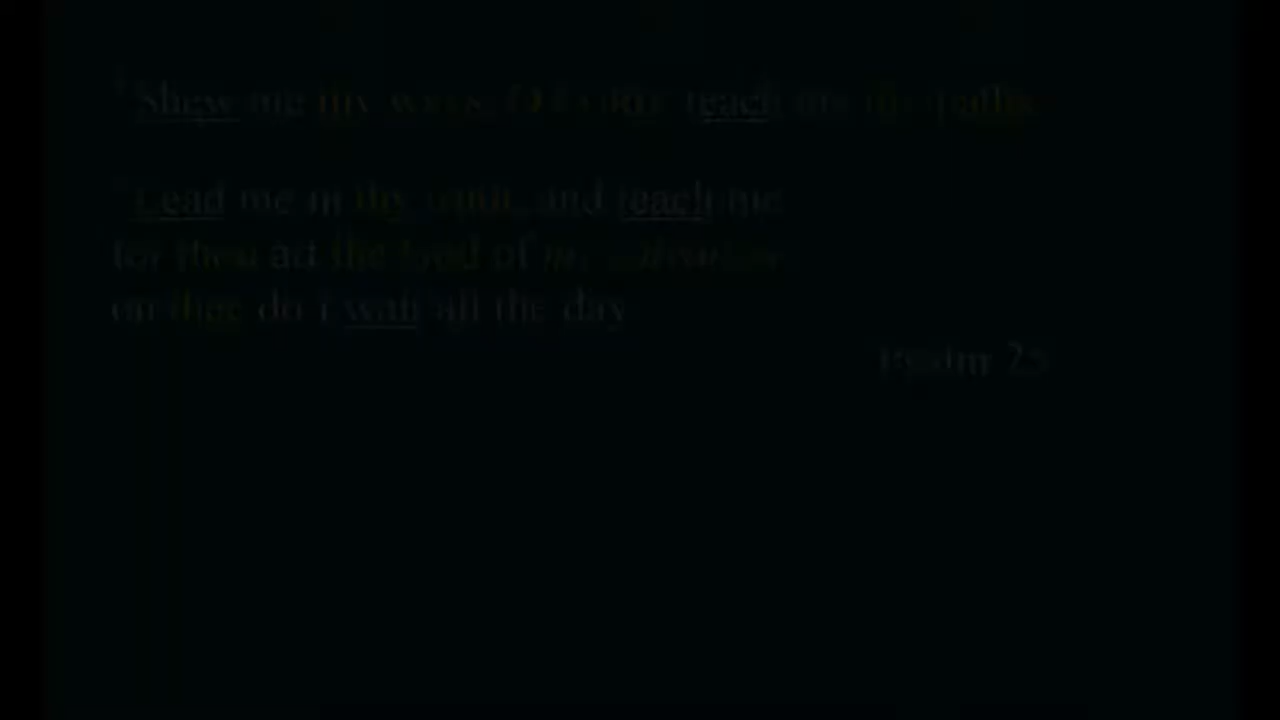 Shew me thy ways, O LORD; teach me thy paths.
Lead me in thy truth, and teach me
for thou art the God of my salvation
on thee do I wait all the day
Psalm 25